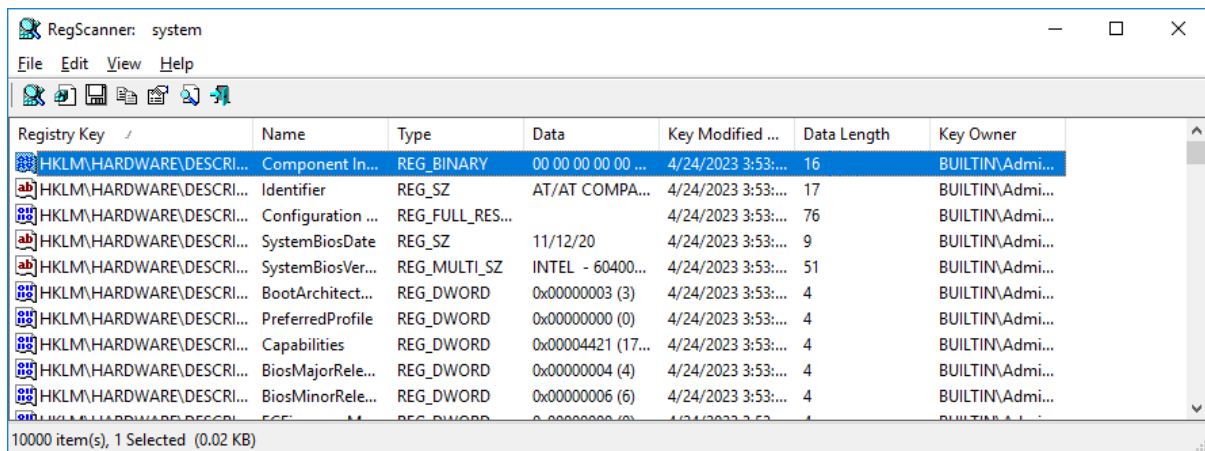 RegScanner: system
File Edit View Help
Registry Key Name Type Data Key Modified ... Data Length Key Owner
HKLM\HARDWARE\DESCRI... Component In... REG_BINARY 00 00 00 00 00 ... 4/24/2023 3:53:... 16 BUILTIN\Admi...
HKLM\HARDWARE\DESCRI... Identifier REG_SZ AT/AT COMPA... 4/24/2023 3:53:... 17 BUILTIN\Admi...
HKLM\HARDWARE\DESCRI... Configuration ... REG_FULL_RES... 4/24/2023 3:53:... 76 BUILTIN\Admi...
HKLM\HARDWARE\DESCRI... SystemBiosDate REG_SZ 11/12/20 4/24/2023 3:53:... 9 BUILTIN\Admi...
HKLM\HARDWARE\DESCRI... SystemBiosVer... REG_MULTI_SZ INTEL - 60400... 4/24/2023 3:53:... 51 BUILTIN\Admi...
HKLM\HARDWARE\DESCRI... BootArchitect... REG_DWORD 0x00000003 (3) 4/24/2023 3:53:... 4 BUILTIN\Admi...
HKLM\HARDWARE\DESCRI... PreferredProfile REG_DWORD 0x00000000 (0) 4/24/2023 3:53:... 4 BUILTIN\Admi...
HKLM\HARDWARE\DESCRI... Capabilities REG_DWORD 0x00004421 (17... 4/24/2023 3:53:... 4 BUILTIN\Admi...
HKLM\HARDWARE\DESCRI... BiosMajorRele... REG_DWORD 0x00000004 (4) 4/24/2023 3:53:... 4 BUILTIN\Admi...
HKLM\HARDWARE\DESCRI... BiosMinorRele... REG_DWORD 0x00000006 (6) 4/24/2023 3:53:... 4 BUILTIN\Admi...
10000 item(s), 1 Selected (0.02 KB)